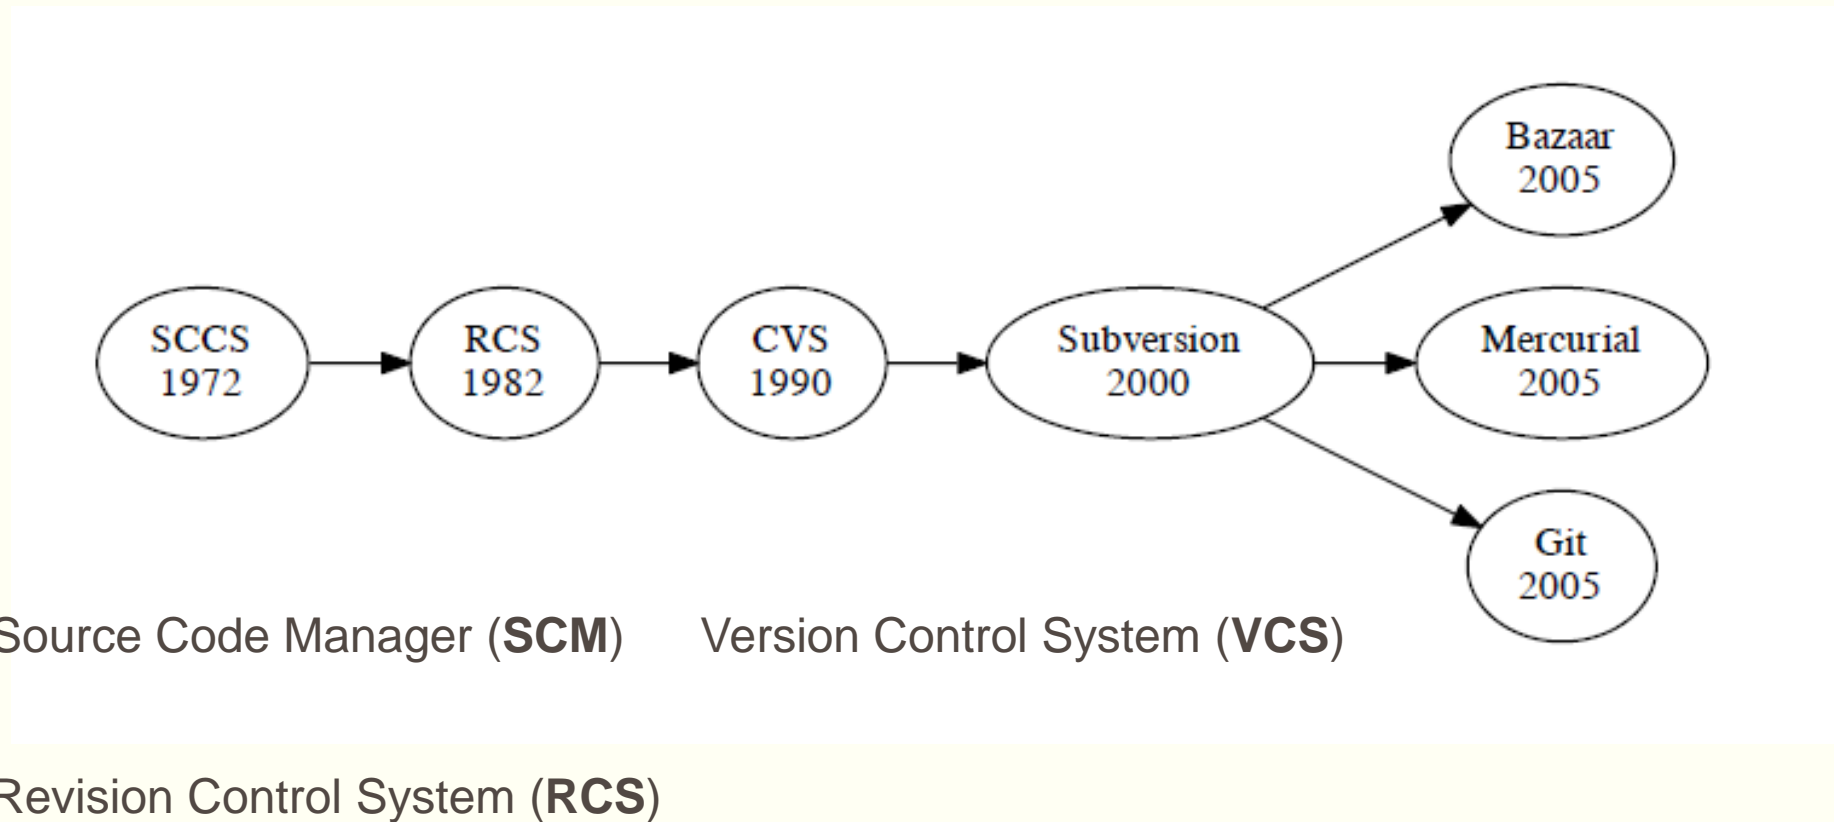 Bazaar
2005
SCCS
1972
RCS
1982
CVS
1990
Subversion
2000
Mercurial
2005
Git
2005
Source Code Manager (SCM) Version Control System (VCS)
Revision Control System (RCS)